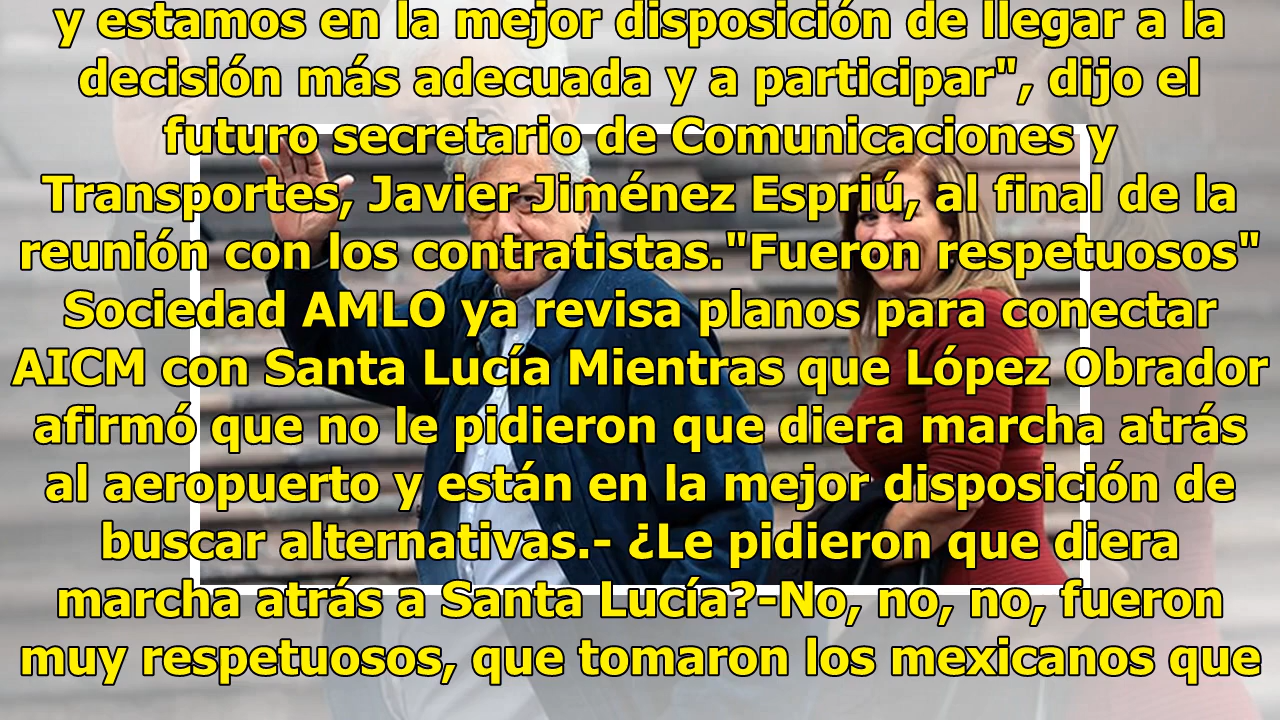 y estamos en la mejor disposición de llegar a la
decisión más adecuada y a participar", dijo el
futuro secretario de Comunicaciones y
Transportes, Javier Jiménez Espriú, al final de la
reunión con los contratistas."Fueron respetuosos"
Sociedad AMLO ya revisa planos para conectar
AICM con Santa Lucía Mientras que López Obrador
afirmó que no le pidieron que diera marcha atrás
al aeropuerto y están en la mejor disposición de
buscar alternativas.- ¿Le pidieron que diera
marcha atrás a Santa Lucía?-No, no, no, fueron
muy respetuosos, que tomaron los mexicanos que